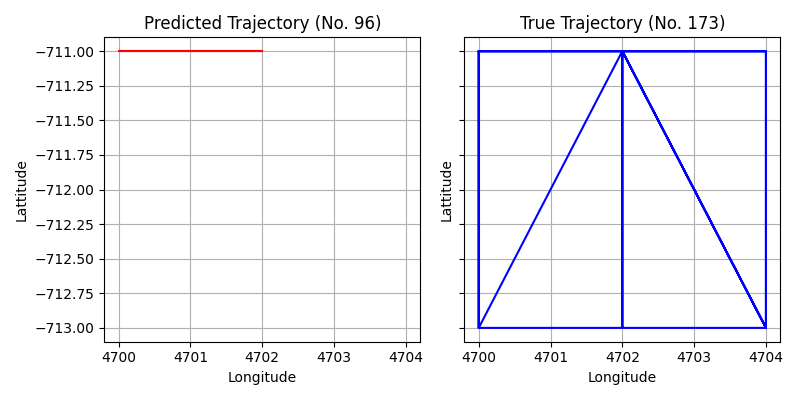 Predicted Trajectory (No. 96)
True Trajectory (No. 173)
−711.00
−711.25
−711.50
−711.75
−712.00
−712.25
−712.50
−712.75
−713.00
Lattitude
Lattitude
4700 4701 4702 4703 4704
4700 4701 4702 4703 4704
Longitude
Longitude